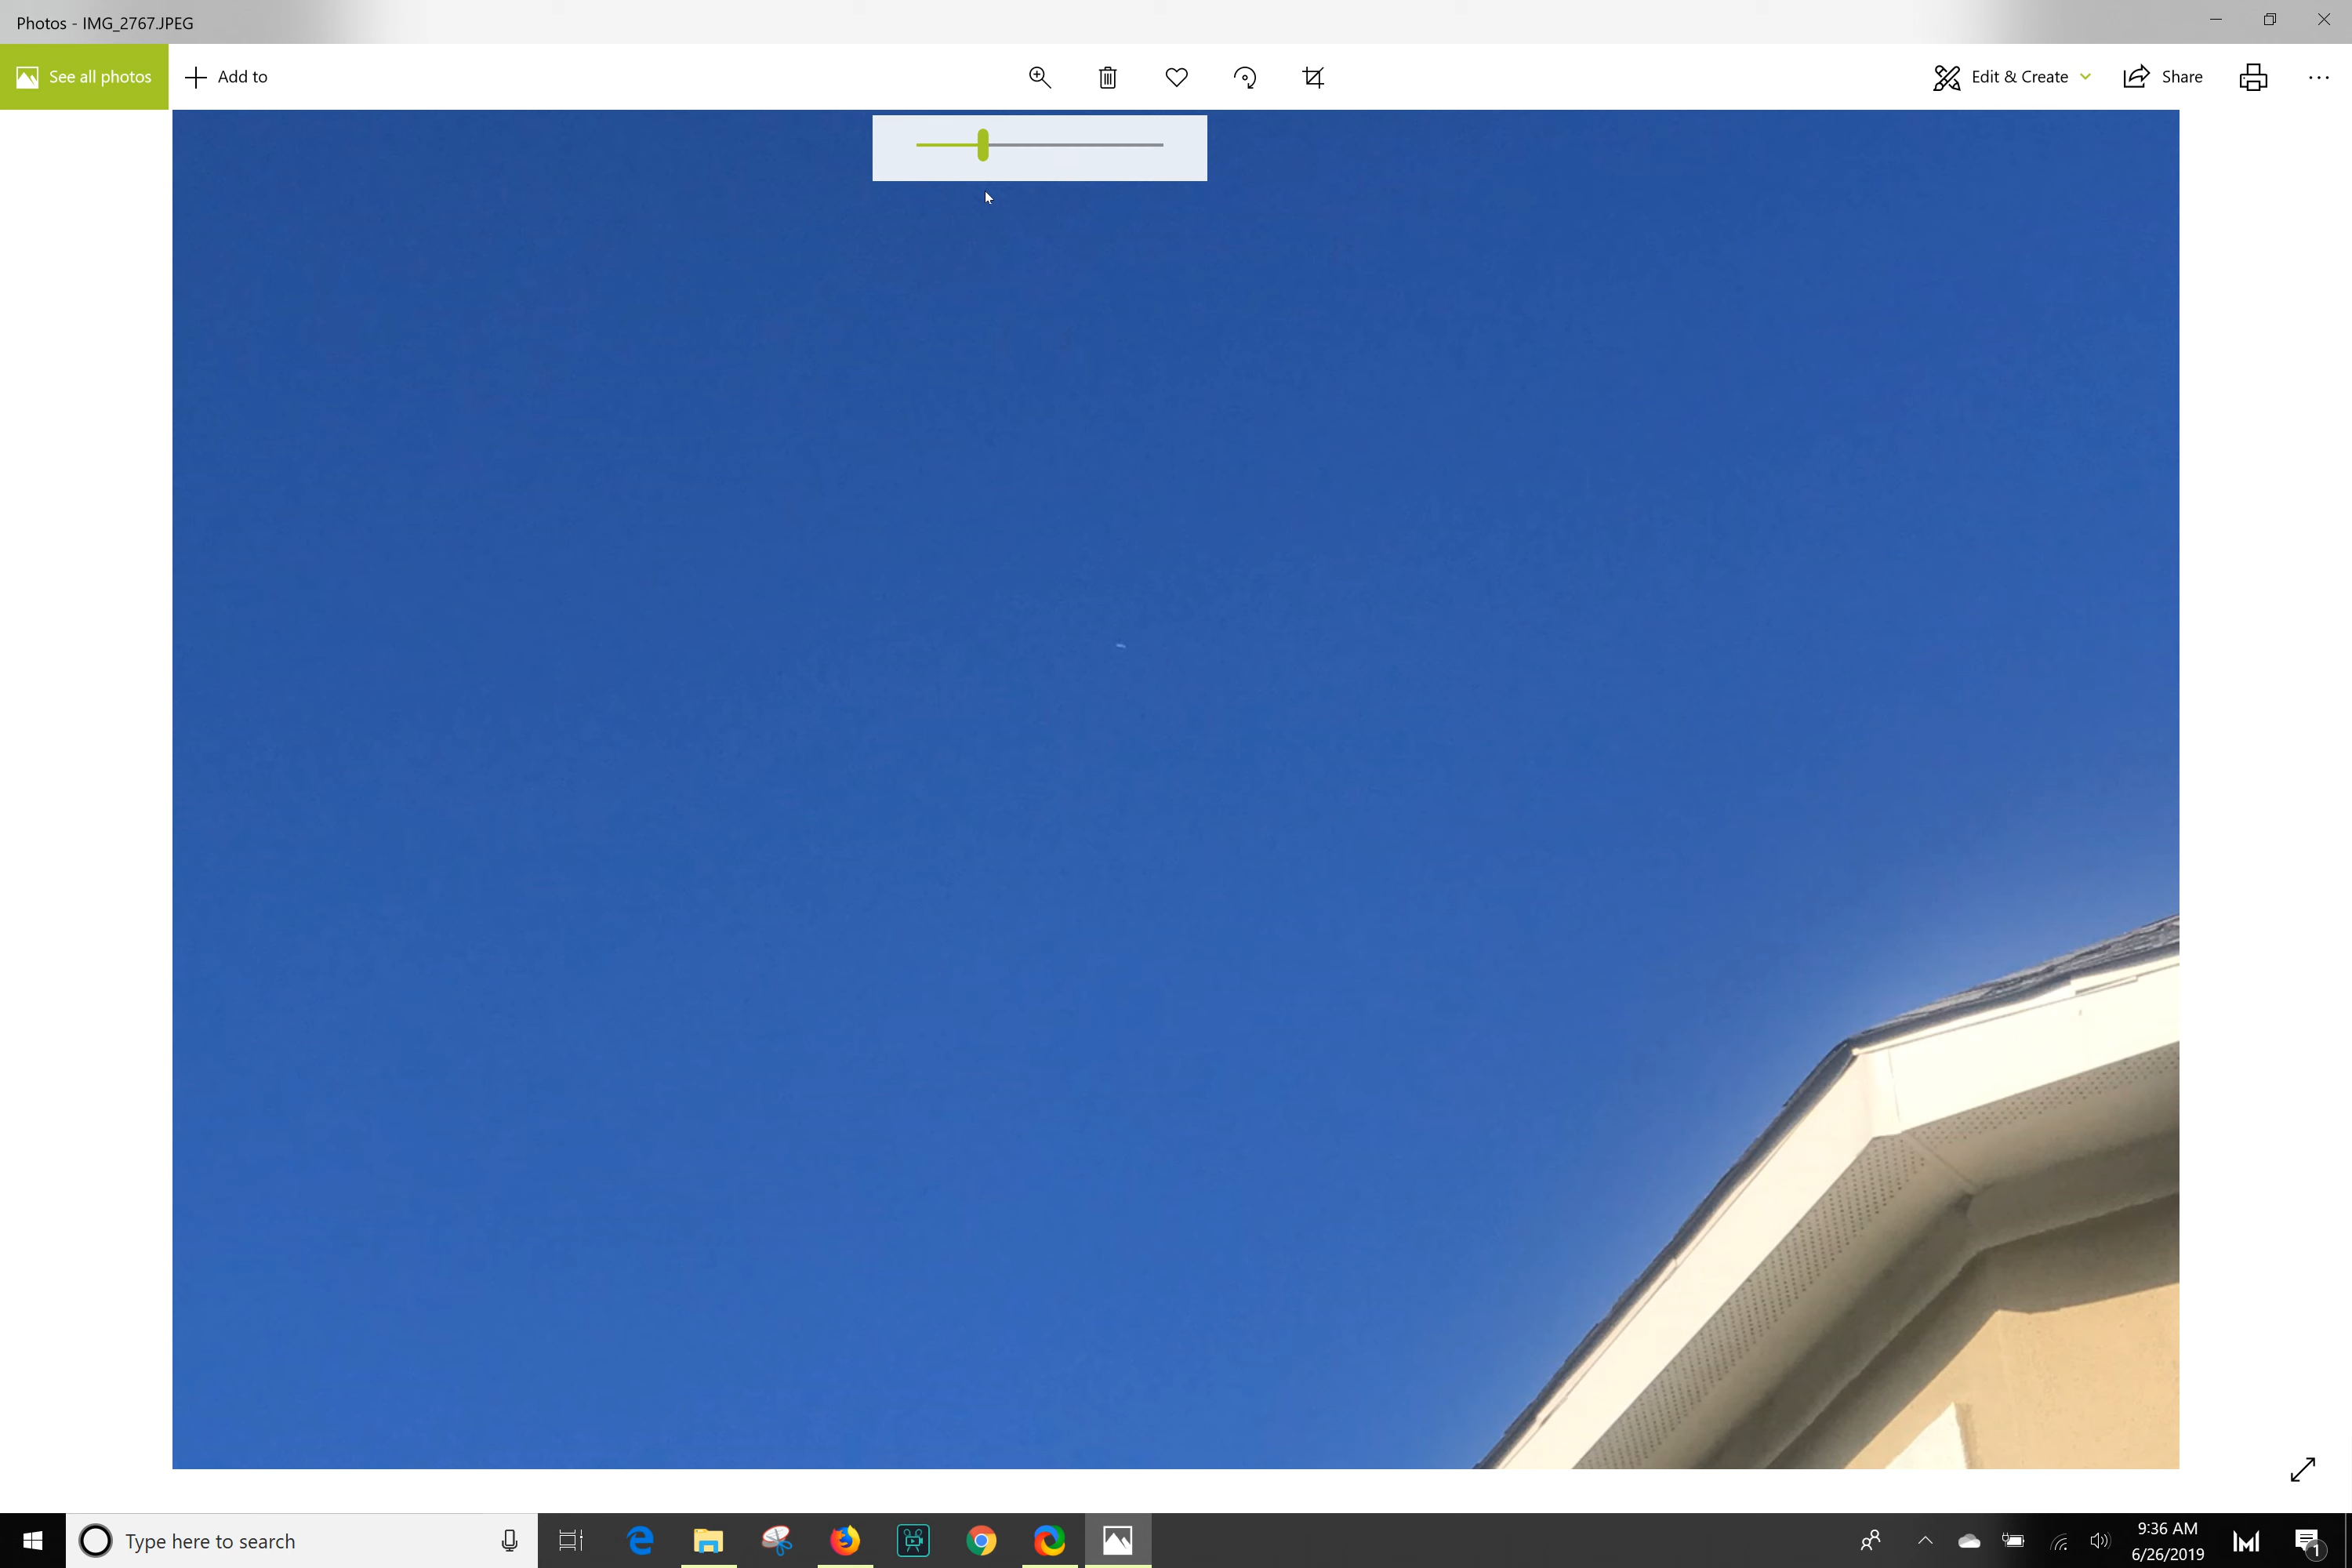 Photos - IMG_2767.JPEG
See all photos
Add to
Edit & Create
Share
Type here to search
9:36 AM
6/26/2019
1